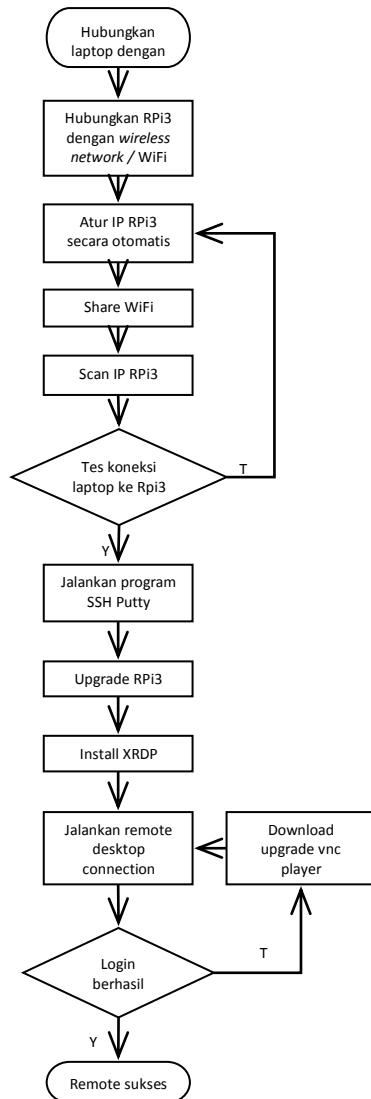 Hubungkan
laptop dengan
Hubungkan RPi3
dengan wireless
network / WiFi
Atur IP RPi3
secara otomatis
Share WiFi
Scan IP RPi3
Tes koneksi
laptop ke Rpi3
T
Y
Jalankan program
SSH Putty
Upgrade RPi3
Install XRDP
Jalankan remote
desktop
connection
Download
upgrade vnc
player
Login
berhasil
T
Y
Remote sukses